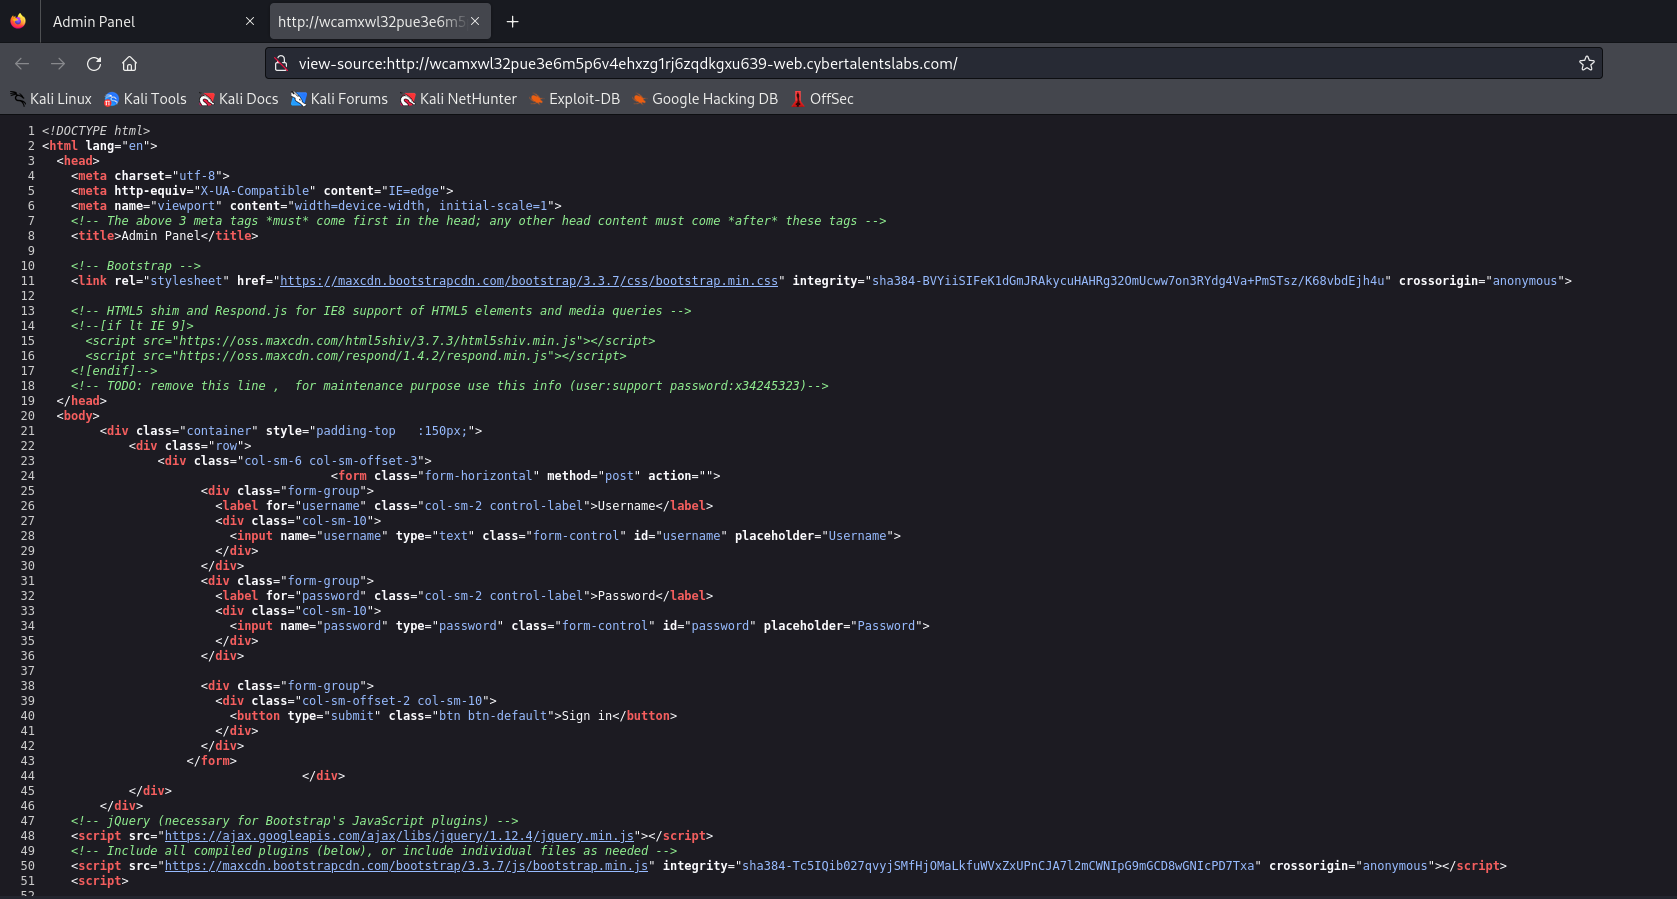 Admin Panel
http://wcamxwl32pue3e6m5
view-source:http://wcamxwl32pue3e6m5p6v4ehxzg1rj6zqdkgxu639-web.cybertalentslabs.com/
Kali Linux Kali Tools Kali Docs Kali Forums Kali NetHunter Exploit-DB Google Hacking DB OffSec
1 <!DOCTYPE html>
2 <html lang="en">
3 <head>
4 <meta charset="utf-8">
5 <meta http-equiv="X-UA-Compatible" content="IE=edge">
6 <meta name="viewport" content="width=device-width, initial-scale=1">
7 <!-- The above 3 meta tags *must* come first in the head; any other head content must come *after* these tags -->
8 <title>Admin Panel</title>
9
10 <!-- Bootstrap -->
11 <link rel="stylesheet" href="https://maxcdn.bootstrapcdn.com/bootstrap/3.3.7/css/bootstrap.min.css" integrity="sha384-BVYiiSIFeK1dGmJRAkycuHAHRg32OmUcww7on3RYdg4Va+PmSTsz/K68vbdEjh4u" crossorigin="anonymous">
12
13 <!-- HTML5 shim and Respond.js for IE8 support of HTML5 elements and media queries -->
14 <!--[if lt IE 9]>
15 <script src="https://oss.maxcdn.com/html5shiv/3.7.3/html5shiv.min.js"></script>
16 <script src="https://oss.maxcdn.com/respond/1.4.2/respond.min.js"></script>
17 <![endif]-->
18 <!-- TODO: remove this line ,  for maintenance purpose use this info (user:support password:x34245323)-->
19 </head>
20 <body>
21 <div class="container" style="padding-top   :150px;">
22 <div class="row">
23 <div class="col-sm-6 col-sm-offset-3">
24 <form class="form-horizontal" method="post" action="">
25 <div class="form-group">
26 <label for="username" class="col-sm-2 control-label">Username</label>
27 <div class="col-sm-10">
28 <input name="username" type="text" class="form-control" id="username" placeholder="Username">
29 </div>
30 </div>
31 <div class="form-group">
32 <label for="password" class="col-sm-2 control-label">Password</label>
33 <div class="col-sm-10">
34 <input name="password" type="password" class="form-control" id="password" placeholder="Password">
35 </div>
36 </div>
37
38 <div class="form-group">
39 <div class="col-sm-offset-2 col-sm-10">
40 <button type="submit" class="btn btn-default">Sign in</button>
41 </div>
42 </div>
43 </form>
44 </div>
45 </div>
46 </div>
47 <!-- jQuery (necessary for Bootstrap's JavaScript plugins) -->
48 <script src="https://ajax.googleapis.com/ajax/libs/jquery/1.12.4/jquery.min.js"></script>
49 <!-- Include all compiled plugins (below), or include individual files as needed -->
50 <script src="https://maxcdn.bootstrapcdn.com/bootstrap/3.3.7/js/bootstrap.min.js" integrity="sha384-Tc5IQib027qvyjSMfHjOMaLkfuWVxZxUPnCJA7l2mCWNIpG9mGCD8wGNIcPD7Txa" crossorigin="anonymous"></script>
51 <script>
52